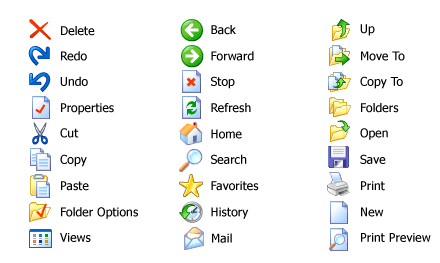 Delete
Redo
Undo
Properties
Cut
Copy
Paste
Folder Options
Views
Back
Forward
Stop
Refresh
Home
Search
Favorites
History
Mail
Up
Move To
Copy To
Folders
Open
Save
Print
New
Print Preview